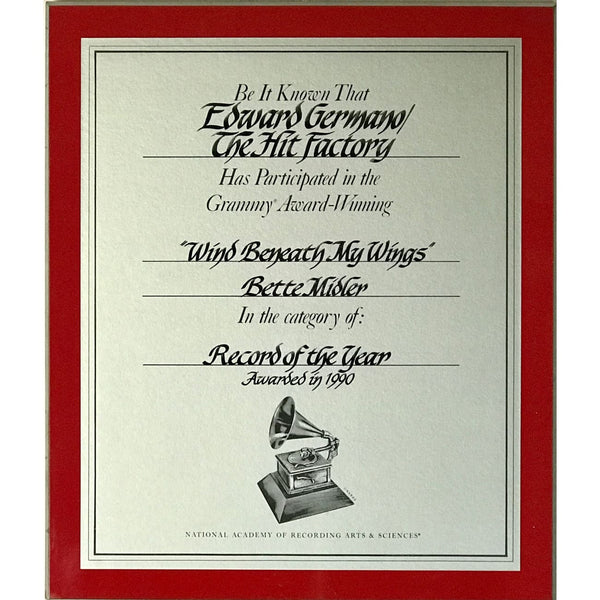 Be It Known That
Edward Germano/
The Hit Factory
Has Participated in the
Grammy® Award-Winning
"Wind Beneath My Wings"
Bette Midler
In the category of:
Record of the Year
Awarded in 1990
NATIONAL ACADEMY OF RECORDING ARTS & SCIENCES®